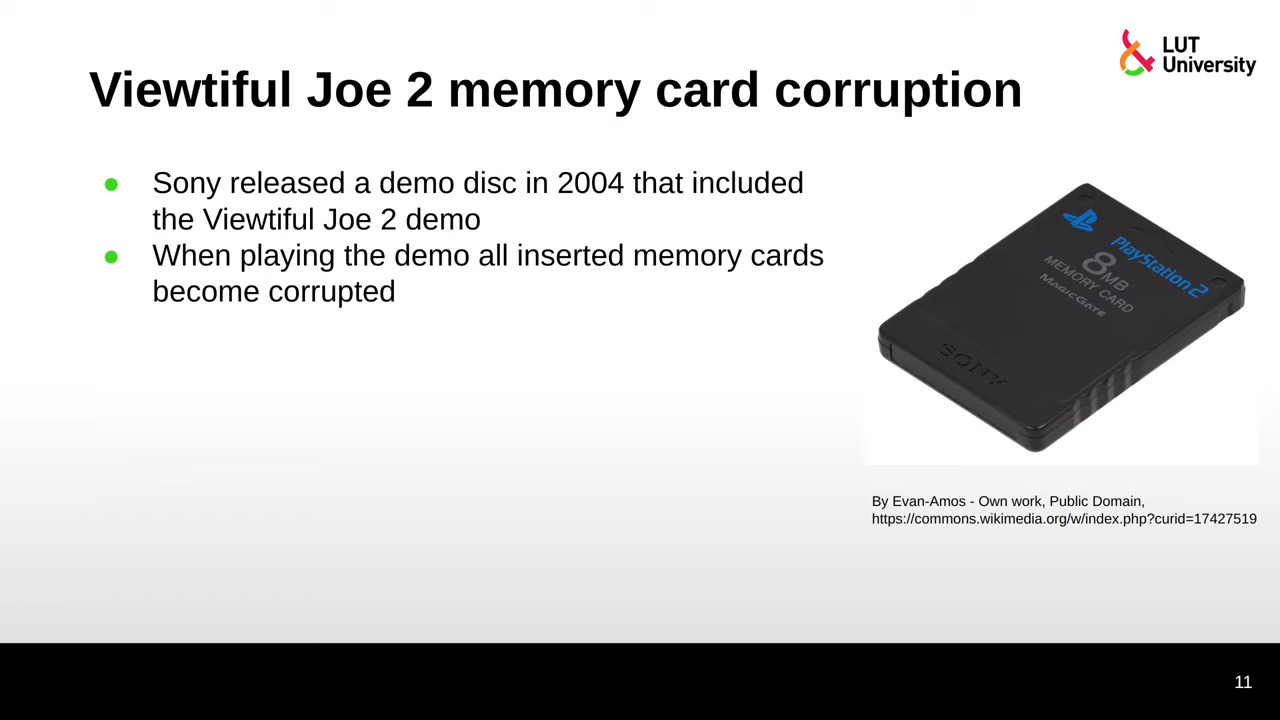 LUT
University
Viewtiful Joe 2 memory card corruption
● Sony released a demo disc in 2004 that included
the Viewtiful Joe 2 demo
● When playing the demo all inserted memory cards
become corrupted
PlayStation 2
8MB
MEMORY CARD
MAGICGATE
SONY
By Evan-Amos - Own work, Public Domain,
https://commons.wikimedia.org/w/index.php?curid=17427519
11